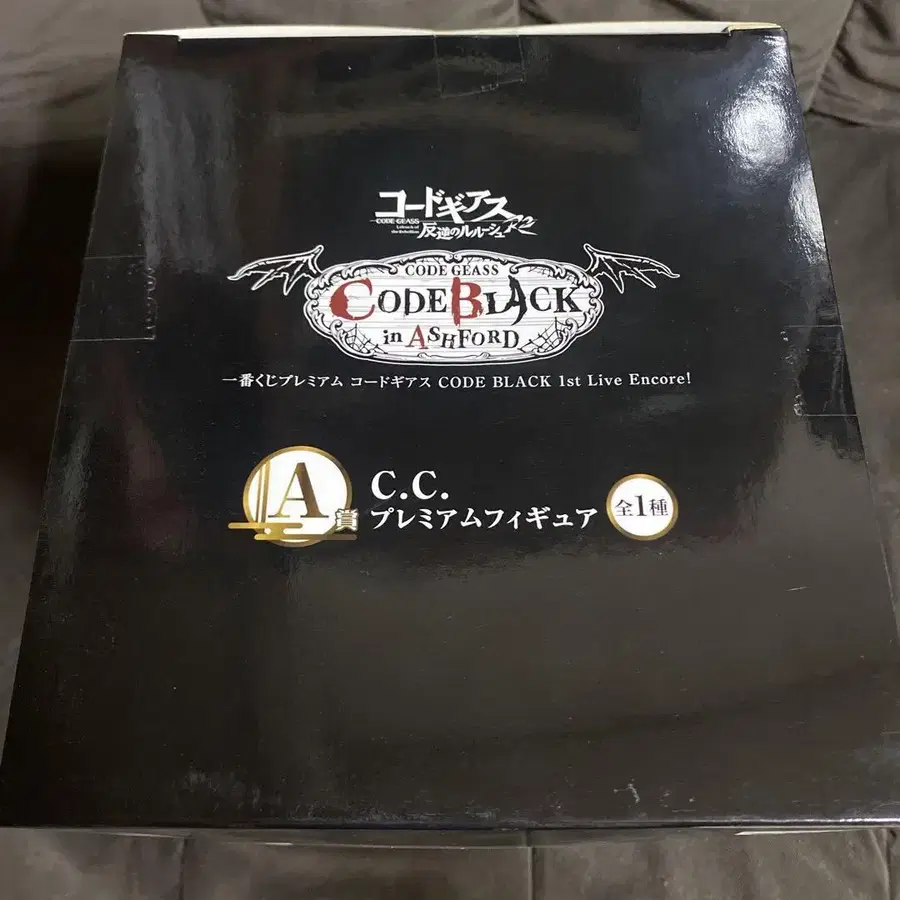 コードギアス
CODE GEASS
Lelouch of
the Rebellion
反逆のルルーシュ R2
CODE GEASS
CODE BLACK
in ASHFORD
一番くじプレミアム コードギアス CODE BLACK 1st Live Encore!
A賞
C.C.
プレミアムフィギュア
全1種